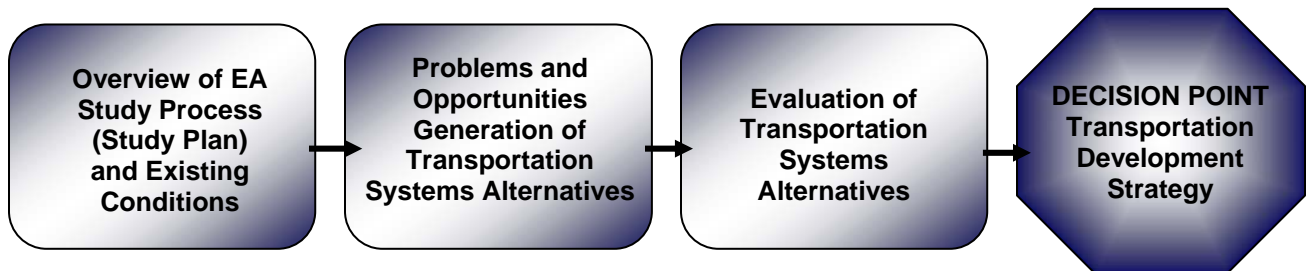 Overview of EA
Study Process
(Study Plan)
and Existing
Conditions
Problems and
Opportunities
Generation of
Transportation
Systems Alternatives
Evaluation of
Transportation
Systems
Alternatives
DECISION POINT
Transportation
Development
Strategy